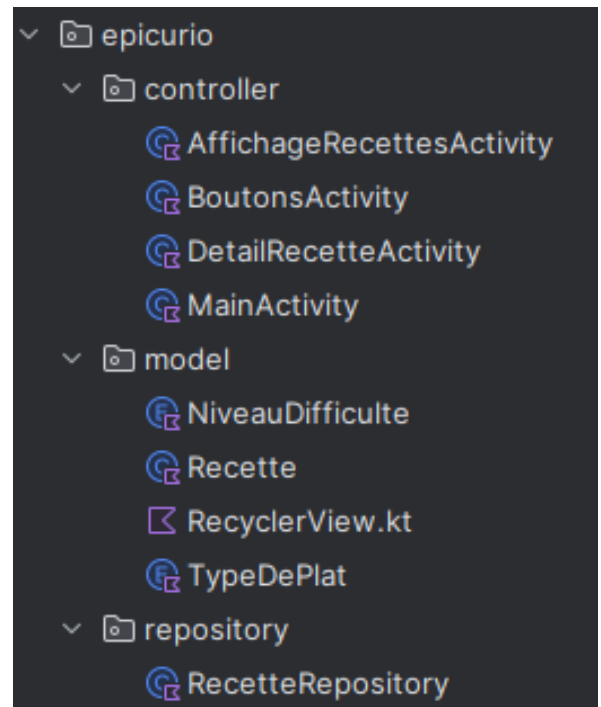 epicurio
controller
AffichageRecettesActivity
BoutonsActivity
DetailRecetteActivity
MainActivity
model
NiveauDifficulte
Recette
RecyclerView.kt
TypeDePlat
repository
RecetteRepository